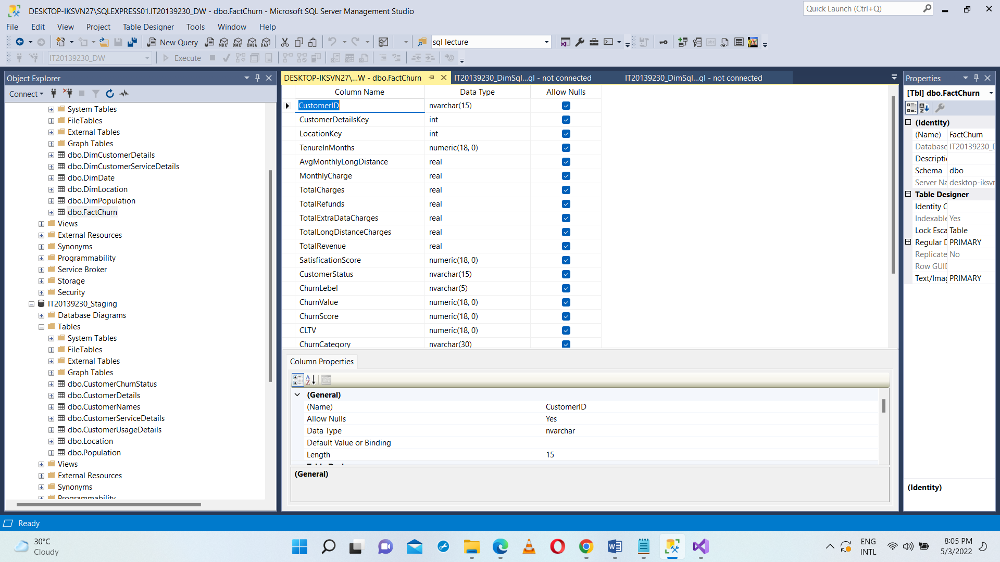 DESKTOP-IKSVN27\SQLEXPRESS01.IT20139230_DW - dbo.FactChurn - Microsoft SQL Server Management Studio
Quick Launch (Ctrl+Q)
File Edit View Project Table Designer Tools Window Help
New Query MDX DMX XMLA DAX sql lecture
IT20139230_DW Execute
Object Explorer
Connect
System Tables
FileTables
External Tables
Graph Tables
dbo.DimCustomerDetails
dbo.DimCustomerServiceDetails
dbo.DimDate
dbo.DimLocation
dbo.DimPopulation
dbo.FactChurn
Views
External Resources
Synonyms
Programmability
Service Broker
Storage
Security
IT20139230_Staging
Database Diagrams
Tables
System Tables
FileTables
External Tables
Graph Tables
dbo.CustomerChurnStatus
dbo.CustomerDetails
dbo.CustomerNames
dbo.CustomerServiceDetails
dbo.CustomerUsageDetails
dbo.Location
dbo.Population
Views
External Resources
Synonyms
Programmability
DESKTOP-IKSVN27\...W - dbo.FactChurn IT20139230_DimSql...ql - not connected IT20139230_DimSql...ql - not connected
Column Name Data Type Allow Nulls
CustomerID nvarchar(15)
CustomerDetailsKey int
LocationKey int
TenureInMonths numeric(18, 0)
AvgMonthlyLongDistance real
MonthlyCharge real
TotalCharges real
TotalRefunds real
TotalExtraDataCharges real
TotalLongDistanceCharges real
TotalRevenue real
SatisficationScore numeric(18, 0)
CustomerStatus nvarchar(15)
ChurnLebel nvarchar(5)
ChurnValue numeric(18, 0)
ChurnScore numeric(18, 0)
CLTV numeric(18, 0)
ChurnCategory nvarchar(30)
Column Properties
(General)
(Name) CustomerID
Allow Nulls Yes
Data Type nvarchar
Default Value or Binding
Length 15
(General)
Properties
[Tbl] dbo.FactChurn
(Identity)
(Name) FactChurn
Database IT20139230_D
Descripti
Schema dbo
Server Na desktop-iksvn
Table Designer
Identity C
Indexable Yes
Lock Esca Table
Regular D PRIMARY
Replicate No
Row GUID
Text/Imag PRIMARY
(Identity)
Ready
30°C
Cloudy
ENG
INTL
8:05 PM
5/3/2022